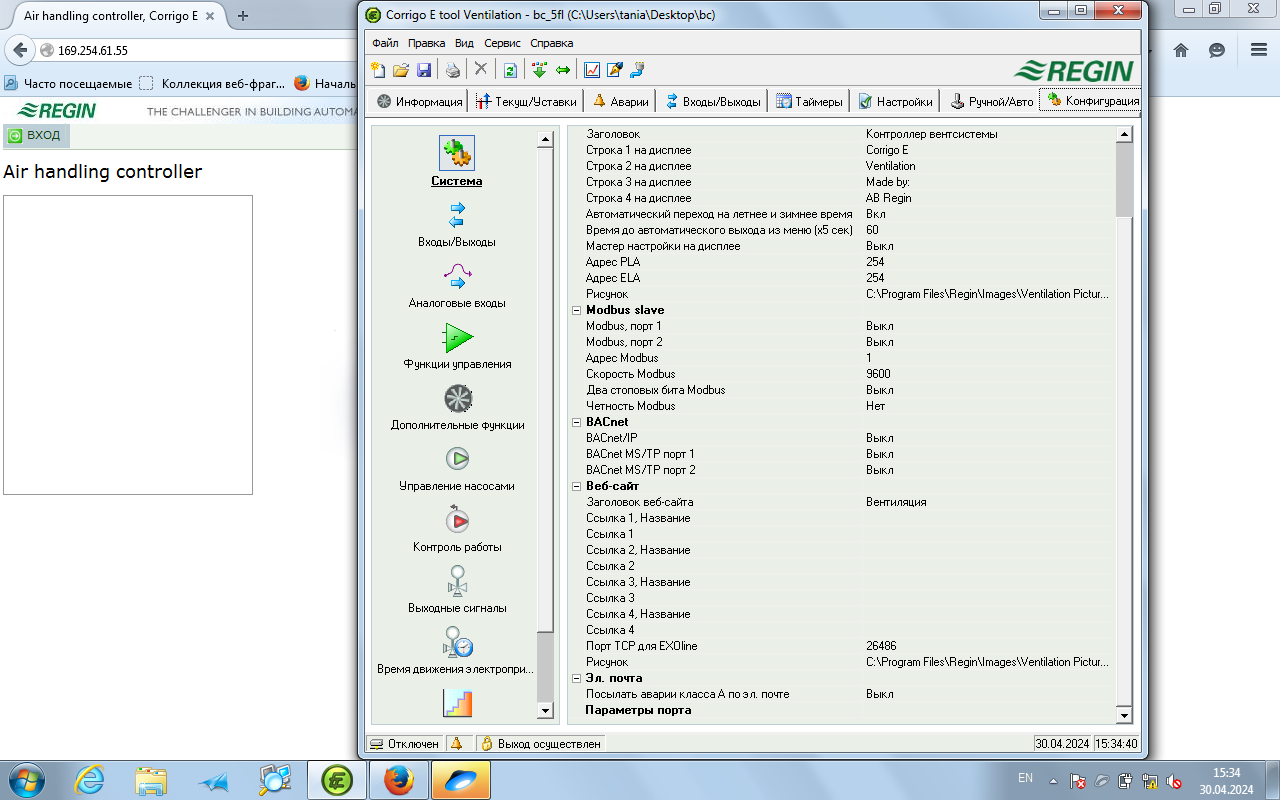 Air handling controller, Corrigo E
169.254.61.55
Часто посещаемые
Коллекция веб-фраг...
Началь
REGIN
THE CHALLENGER IN BUILDING AUTOMA
ВХОД
Air handling controller
Corrigo E tool Ventilation - bc_5fl (C:\Users\tania\Desktop\bc)
Файл Правка Вид Сервис Справка
REGIN
Информация Текущ/Уставки Аварии Входы/Выходы Таймеры Настройки Ручной/Авто Конфигурация
Система
Входы/Выходы
Аналоговые входы
Функции управления
Дополнительные функции
Управление насосами
Контроль работы
Выходные сигналы
Время движения электропри...
Заголовок Контроллер вентсистемы
Строка 1 на дисплее Corrigo E
Строка 2 на дисплее Ventilation
Строка 3 на дисплее Made by:
Строка 4 на дисплее AB Regin
Автоматический переход на летнее и зимнее время Вкл
Время до автоматического выхода из меню (x5 сек) 60
Мастер настройки на дисплее Выкл
Адрес PLA 254
Адрес ELA 254
Рисунок C:\Program Files\Regin\Images\Ventilation Pictur...
Modbus slave
Modbus, порт 1 Выкл
Modbus, порт 2 Выкл
Адрес Modbus 1
Скорость Modbus 9600
Два стоповых бита Modbus Выкл
Четность Modbus Нет
BACnet
BACnet/IP Выкл
BACnet MS/TP порт 1 Выкл
BACnet MS/TP порт 2 Выкл
Веб-сайт
Заголовок веб-сайта Вентиляция
Ссылка 1, Название
Ссылка 1
Ссылка 2, Название
Ссылка 2
Ссылка 3, Название
Ссылка 3
Ссылка 4, Название
Ссылка 4
Порт TCP для EXOline 26486
Рисунок C:\Program Files\Regin\Images\Ventilation Pictur...
Эл. почта
Посылать аварии класса А по эл. почте Выкл
Параметры порта
Отключен Выход осуществлен 30.04.2024 15:34:40
EN
15:34
30.04.2024